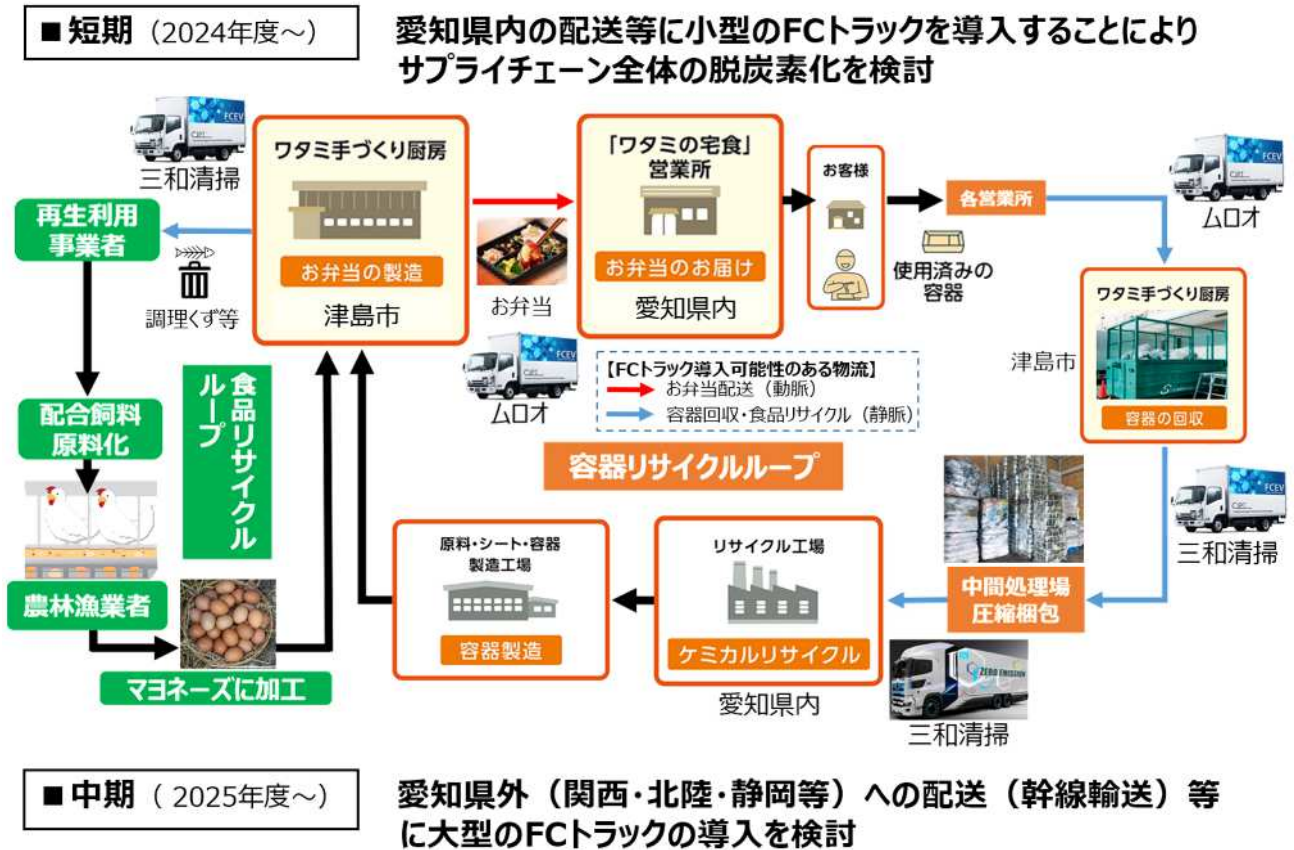 ■短期（2024年度～）
愛知県内の配送等に小型のFCトラックを導入することにより
サプライチェーン全体の脱炭素化を検討
FCEV
三和清掃
ワタミ手づくり厨房
お弁当の製造
津島市
お弁当
「ワタミの宅食」
営業所
お弁当のお届け
愛知県内
お客様
各営業所
使用済みの
容器
FCEV
ムロオ
再生利用
事業者
調理くず等
FCEV
ムロオ
【FCトラック導入可能性のある物流】
お弁当配送（動脈）
容器回収・食品リサイクル（静脈）
ワタミ手づくり厨房
津島市
容器の回収
配合飼料
原料化
食品リサイクル
ループ
容器リサイクルループ
FCEV
三和清掃
農林漁業者
マヨネーズに加工
原料・シート・容器
製造工場
容器製造
リサイクル工場
ケミカルリサイクル
愛知県内
中間処理場
圧縮梱包
ZERO EMISSION
三和清掃
■中期（ 2025年度～）
愛知県外（関西・北陸・静岡等）への配送（幹線輸送）等
に大型のFCトラックの導入を検討